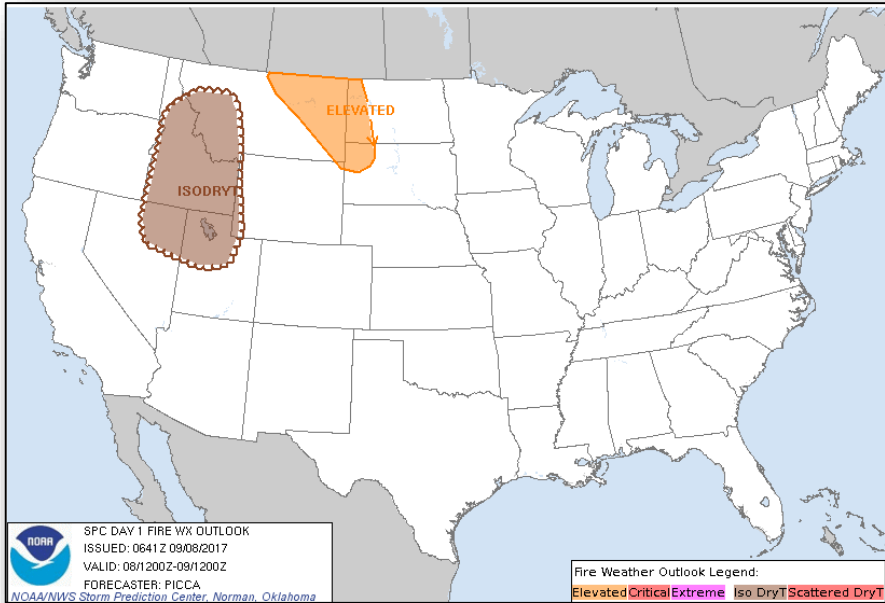 ELEVATED
ISODRYT
NOAA
SPC DAY 1 FIRE WX OUTLOOK
ISSUED: 0641Z 09/08/2017
VALID: 08/1200Z-09/1200Z
FORECASTER: PICCA
NOAA/NWS Storm Prediction Center, Norman, Oklahoma
Fire Weather Outlook Legend:
Elevated Critical Extreme Iso DryT Scattered DryT